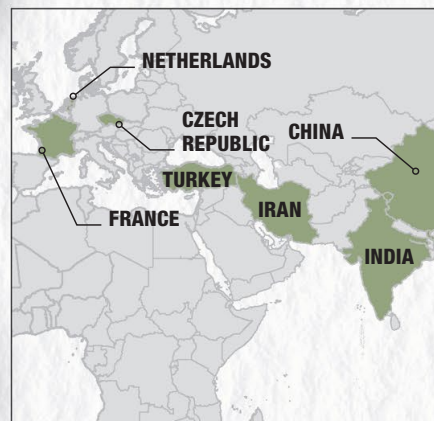 NETHERLANDS
CZECH
REPUBLIC
CHINA
TURKEY
FRANCE
IRAN
INDIA